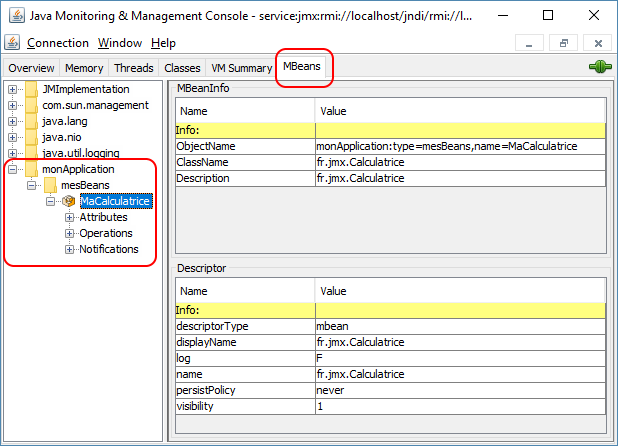 Java Monitoring & Management Console - service:jmx:rmi://localhost/jndi/rmi://l...
Connection Window Help
Overview Memory Threads Classes VM Summary MBeans
JMImplementation
com.sun.management
java.lang
java.nio
java.util.logging
monApplication
mesBeans
MaCalculatrice
Attributes
Operations
Notifications
MBeanInfo
Name Value
Info:
ObjectName monApplication:type=mesBeans,name=MaCalculatrice
ClassName fr.jmx.Calculatrice
Description fr.jmx.Calculatrice
Descriptor
Name Value
Info:
descriptorType mbean
displayName fr.jmx.Calculatrice
log F
name fr.jmx.Calculatrice
persistPolicy never
visibility 1